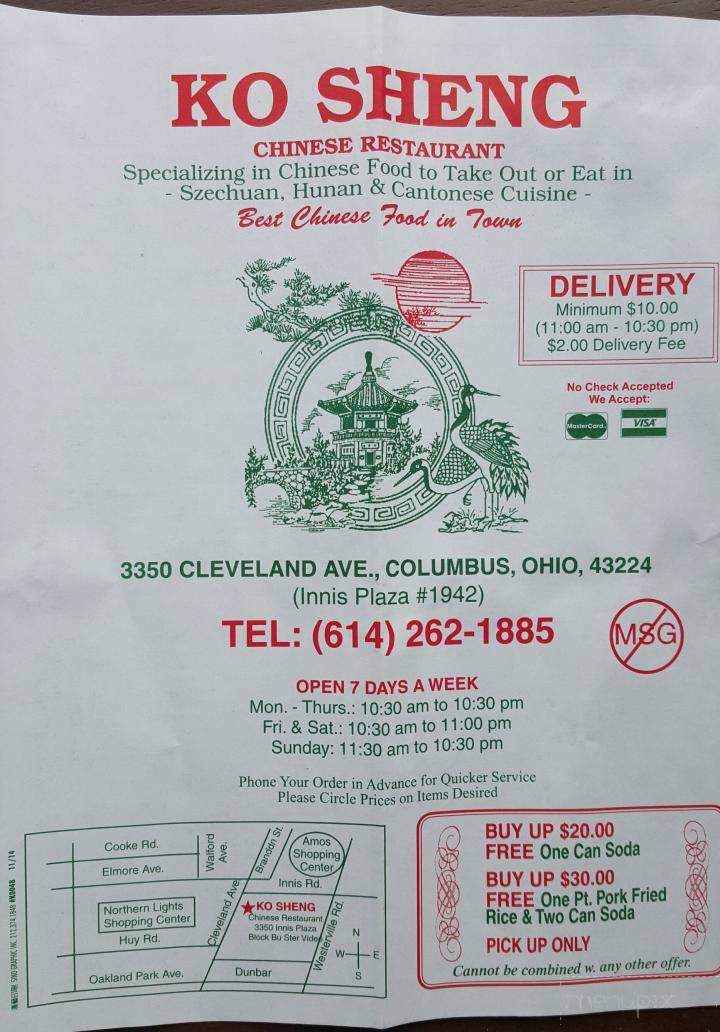 KO SHENG
CHINESE RESTAURANT
Specializing in Chinese Food to Take Out or Eat in
- Szechuan, Hunan & Cantonese Cuisine -
Best Chinese Food in Town
DELIVERY
Minimum $10.00
(11:00 am - 10:30 pm)
$2.00 Delivery Fee
No Check Accepted
We Accept:
MasterCard
VISA
3350 CLEVELAND AVE., COLUMBUS, OHIO, 43224
(Innis Plaza #1942)
TEL: (614) 262-1885
MSG
OPEN 7 DAYS A WEEK
Mon. - Thurs.: 10:30 am to 10:30 pm
Fri. & Sat.: 10:30 am to 11:00 pm
Sunday: 11:30 am to 10:30 pm
Phone Your Order in Advance for Quicker Service
Please Circle Prices on Items Desired
Cooke Rd.
Elmore Ave.
Walford
Ave.
Branddn St.
Amos
Shopping
Center
Innis Rd.
Northern Lights
Shopping Center
Huy Rd.
Oakland Park Ave.
Cleveland Ave
KO SHENG
Chinese Restaurant
3350 Innis Plaza
Block Bu Ster Video
Westerville Rd.
Dunbar
N
W
E
S
11/14
BUY UP $20.00
FREE One Can Soda
BUY UP $30.00
FREE One Pt. Pork Fried
Rice & Two Can Soda
PICK UP ONLY
Cannot be combined w. any other offer.
menupix